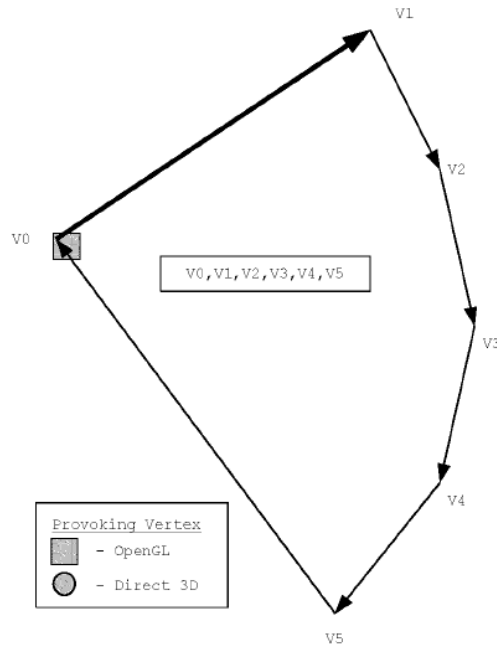 V1
V2
V0
V0,V1,V2,V3,V4,V5
V3
V4
Provoking Vertex
- OpenGL
- Direct 3D
V5